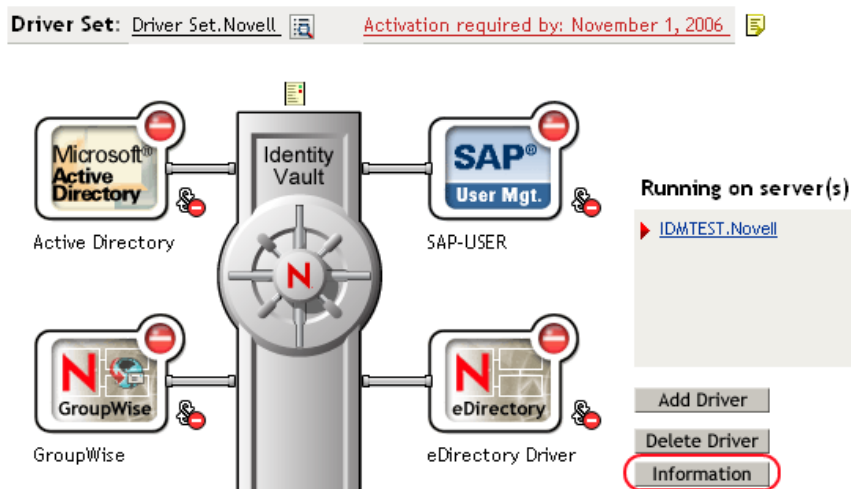 Driver Set: Driver Set.Novell Activation required by: November 1, 2006
Microsoft®
Active
Directory
Active Directory
Identity
Vault
N
SAP®
User Mgt.
SAP-USER
Running on server(s)
IDMTEST.Novell
N
GroupWise
GroupWise
N
eDirectory
eDirectory Driver
Add Driver
Delete Driver
Information